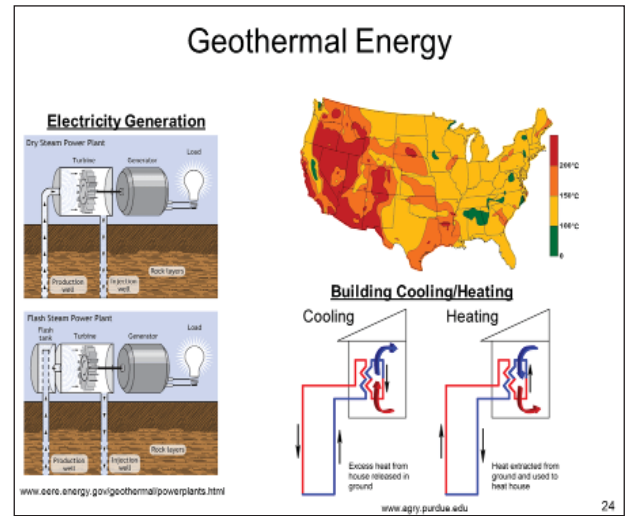 Geothermal Energy
Electricity Generation
Dry Steam Power Plant
Turbine
Generator
Load
Rock layers
Production
well
Injection
well
Flash Steam Power Plant
Flash
tank
Turbine
Generator
Load
Rock layers
Production
well
Injection
well
www.eere.energy.gov/geothermal/powerplants.html
200°C
150°C
100°C
0
Building Cooling/Heating
Cooling
Heating
Excess heat from
house released in
ground
Heat extracted from
ground and used to
heat house
www.agry.purdue.edu
24